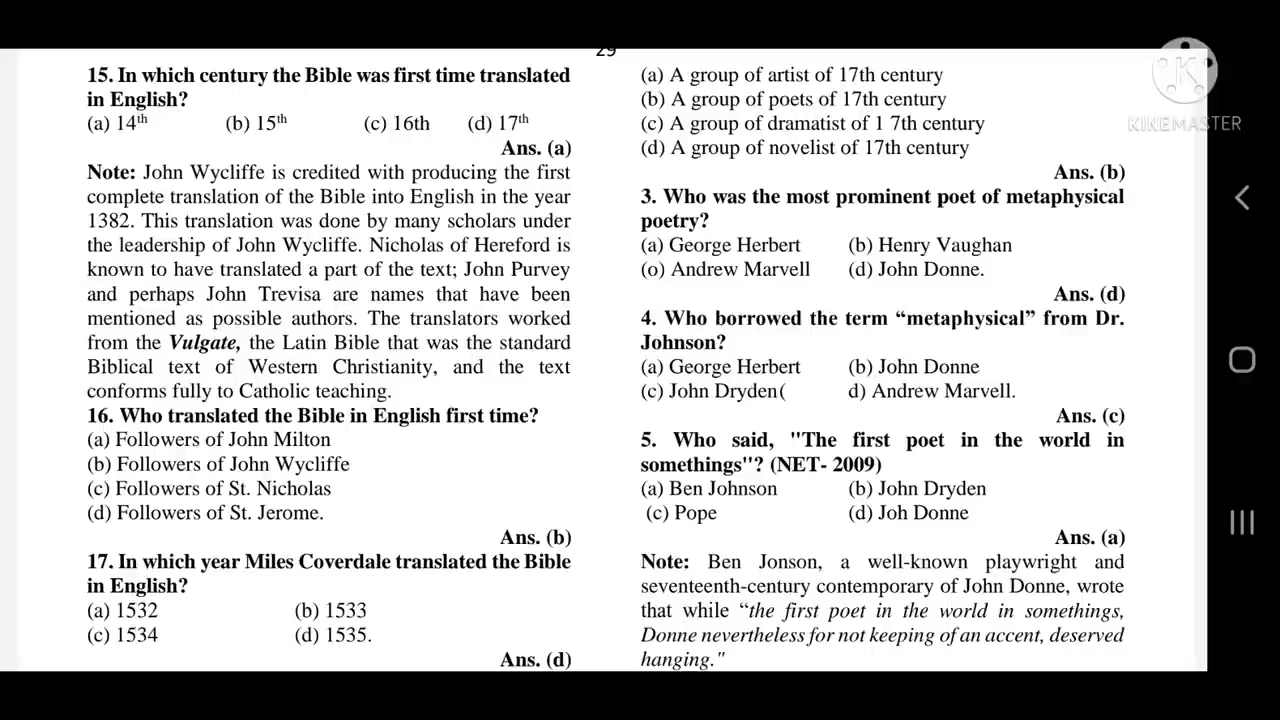 29
15. In which century the Bible was first time translated
in English?
(a) 14th (b) 15th (c) 16th (d) 17th
Ans. (a)
Note: John Wycliffe is credited with producing the first
complete translation of the Bible into English in the year
1382. This translation was done by many scholars under
the leadership of John Wycliffe. Nicholas of Hereford is
known to have translated a part of the text; John Purvey
and perhaps John Trevisa are names that have been
mentioned as possible authors. The translators worked
from the Vulgate, the Latin Bible that was the standard
Biblical text of Western Christianity, and the text
conforms fully to Catholic teaching.
16. Who translated the Bible in English first time?
(a) Followers of John Milton
(b) Followers of John Wycliffe
(c) Followers of St. Nicholas
(d) Followers of St. Jerome.
Ans. (b)
17. In which year Miles Coverdale translated the Bible
in English?
(a) 1532 (b) 1533
(c) 1534 (d) 1535.
Ans. (d)
(a) A group of artist of 17th century
(b) A group of poets of 17th century
(c) A group of dramatist of 1 7th century
(d) A group of novelist of 17th century
Ans. (b)
3. Who was the most prominent poet of metaphysical
poetry?
(a) George Herbert (b) Henry Vaughan
(o) Andrew Marvell (d) John Donne.
Ans. (d)
4. Who borrowed the term “metaphysical” from Dr.
Johnson?
(a) George Herbert (b) John Donne
(c) John Dryden( d) Andrew Marvell.
Ans. (c)
5. Who said, "The first poet in the world in
somethings"? (NET- 2009)
(a) Ben Johnson (b) John Dryden
(c) Pope (d) Joh Donne
Ans. (a)
Note: Ben Jonson, a well-known playwright and
seventeenth-century contemporary of John Donne, wrote
that while “the first poet in the world in somethings,
Donne nevertheless for not keeping of an accent, deserved
hanging."
K
KINEMASTER